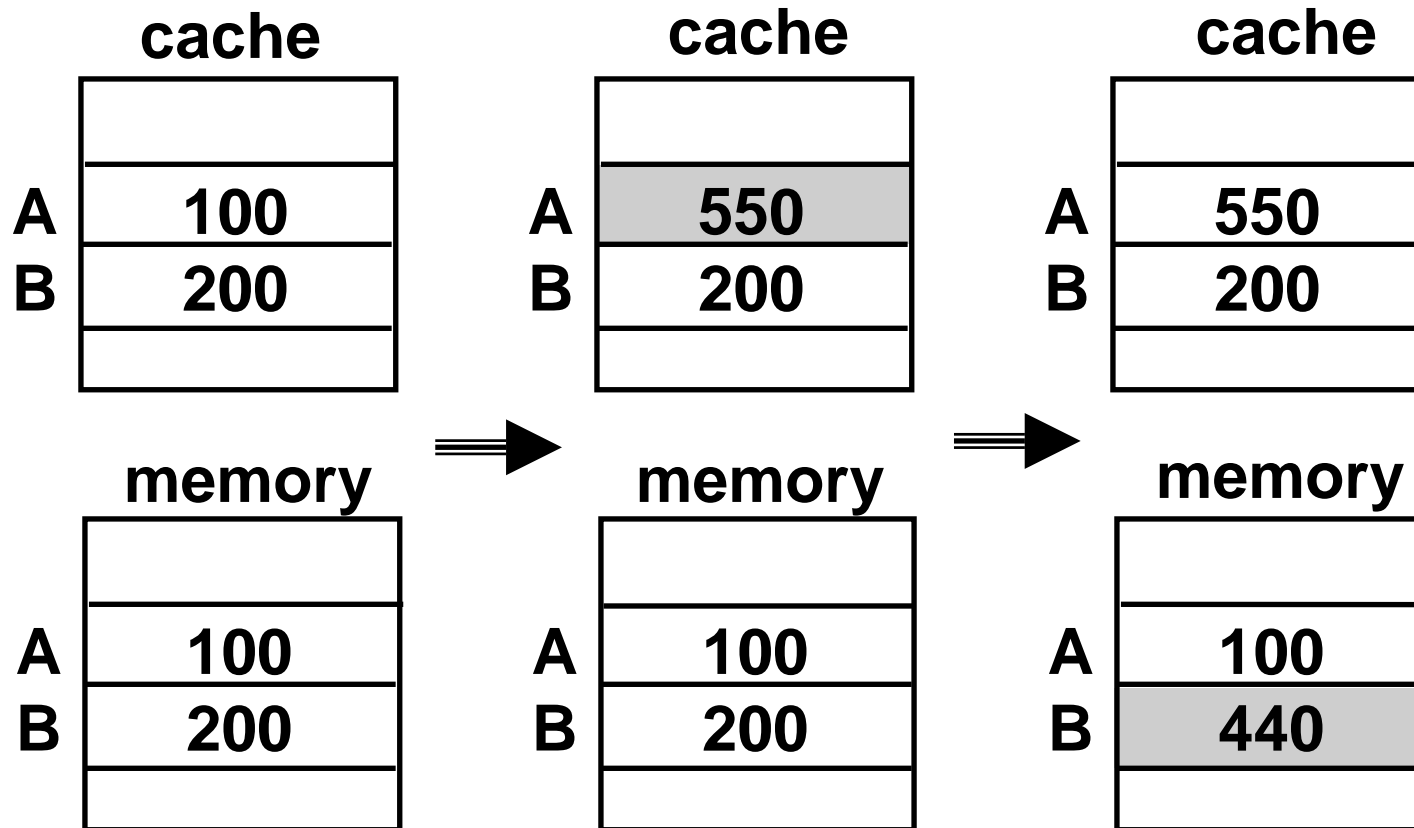 cache cache cache
A 100 A 550 A 550
B 200 B 200 B 200
memory memory memory
A 100 A 100 A 100
B 200 B 200 B 440